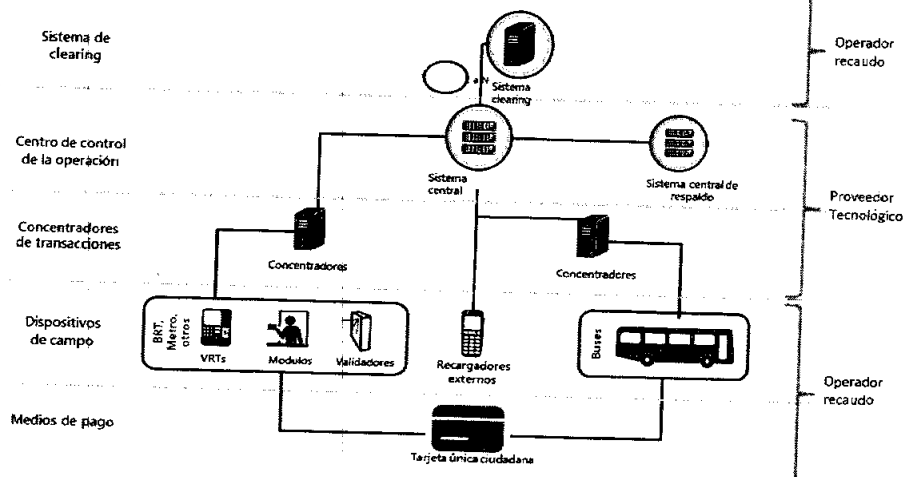 Sistema de
clearing
Sistema
clearing
Operador
recaudo
Centro de control
de la operación
Sistema
central
Sistema central de
respaldo
Proveedor
Tecnológico
Concentradores
de transacciones
Concentradores
Concentradores
Dispositivos
de campo
BRT,
Metro,
otros
VRTs
Modulos
Validadores
Recargadores
externos
Buses
Operador
recaudo
Medios de pago
Tarjeta única ciudadana